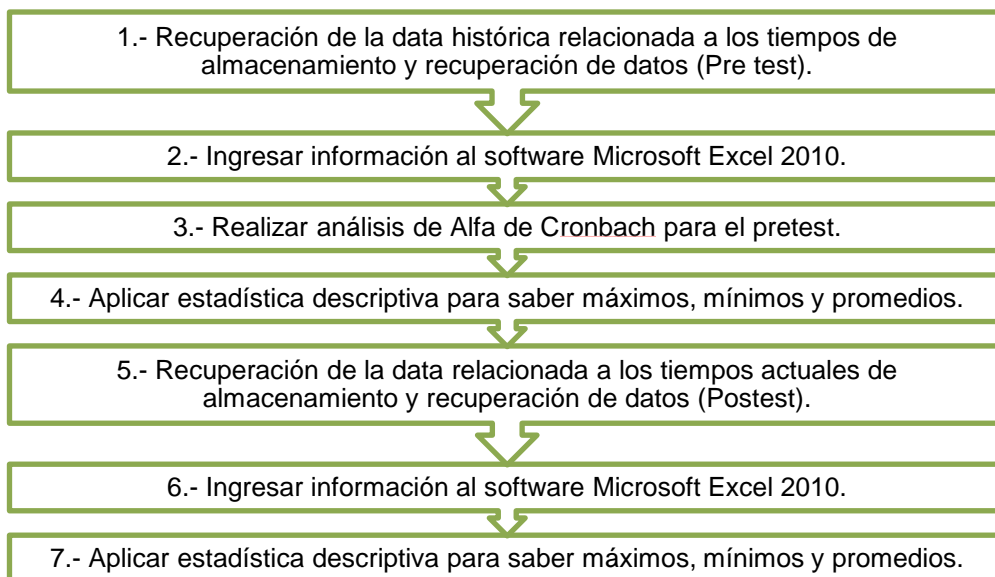 1.- Recuperación de la data histórica relacionada a los tiempos de
almacenamiento y recuperación de datos (Pre test).
2.- Ingresar información al software Microsoft Excel 2010.
3.- Realizar análisis de Alfa de Cronbach para el pretest.
4.- Aplicar estadística descriptiva para saber máximos, mínimos y promedios.
5.- Recuperación de la data relacionada a los tiempos actuales de
almacenamiento y recuperación de datos (Postest).
6.- Ingresar información al software Microsoft Excel 2010.
7.- Aplicar estadística descriptiva para saber máximos, mínimos y promedios.